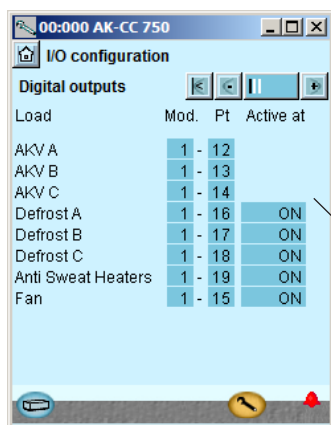 00:000 AK-CC 750
I/O configuration
Digital outputs
Load Mod. Pt Active at
AKV A 1 - 12
AKV B 1 - 13
AKV C 1 - 14
Defrost A 1 - 16 ON
Defrost B 1 - 17 ON
Defrost C 1 - 18 ON
Anti Sweat Heaters 1 - 19 ON
Fan 1 - 15 ON